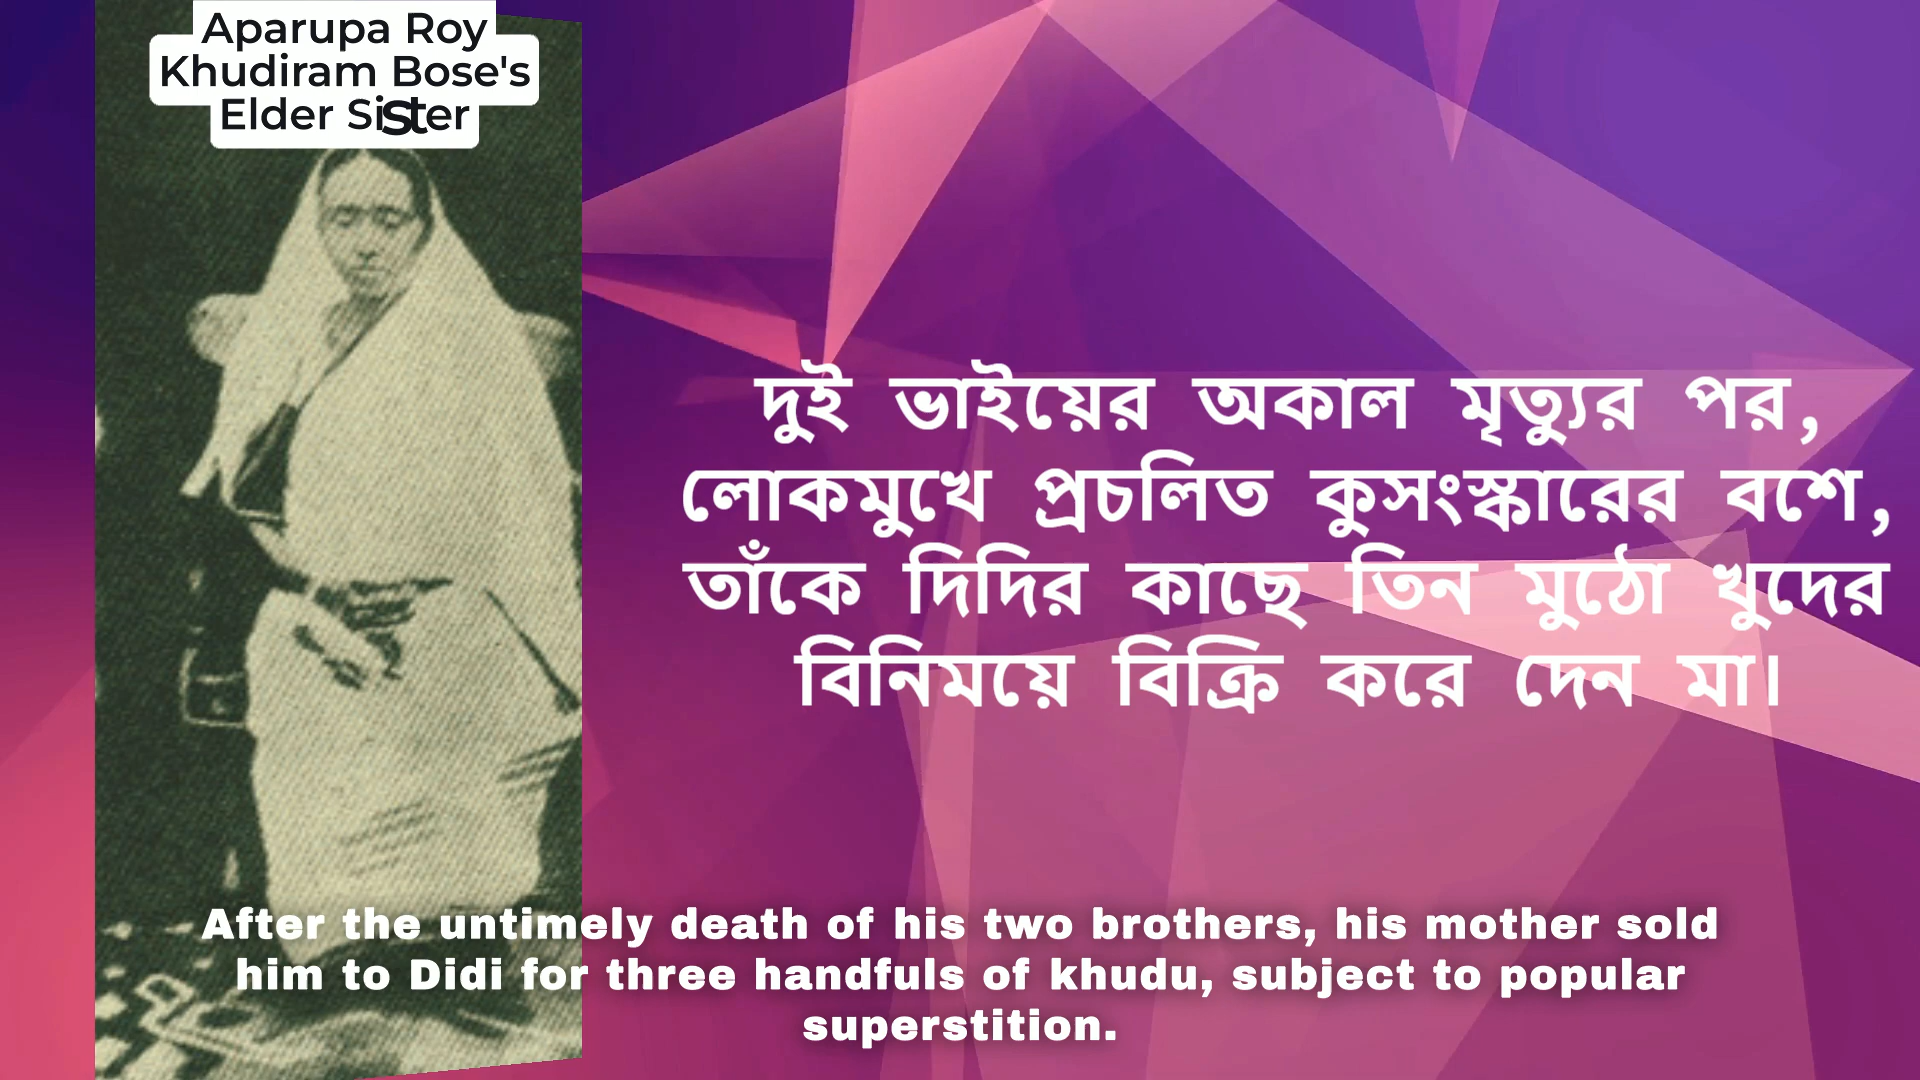 Aparupa Roy
Khudiram Bose's
Elder Sister
দুই ভাইয়ের অকাল মৃত্যুর পর,
লোকমুখে প্রচলিত কুসংস্কারের বশে,
তাঁকে দিদির কাছে তিন মুঠো খুদের
বিনিময়ে বিক্রি করে দেন মা।
After the untimely death of his two brothers, his mother sold
him to Didi for three handfuls of khudu, subject to popular
superstition.